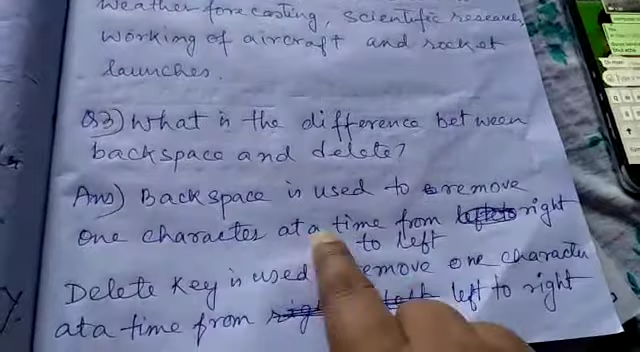 Weather forecasting, scientific research
working of aircraft and rocket
launches.
Q3) What is the difference between
backspace and delete?
Ans) Backspace is used to remove
one character at a time from right
to left
Delete Key is used remove one character
at a time from left to right